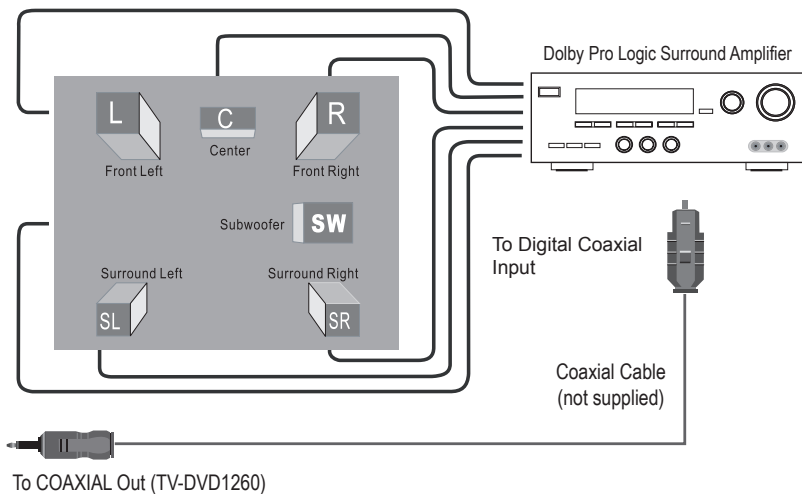 Dolby Pro Logic Surround Amplifier
L
C
R
Center
Front Left
Front Right
Subwoofer
SW
To Digital Coaxial
Input
Surround Left
Surround Right
SL
SR
Coaxial Cable
(not supplied)
To COAXIAL Out (TV-DVD1260)